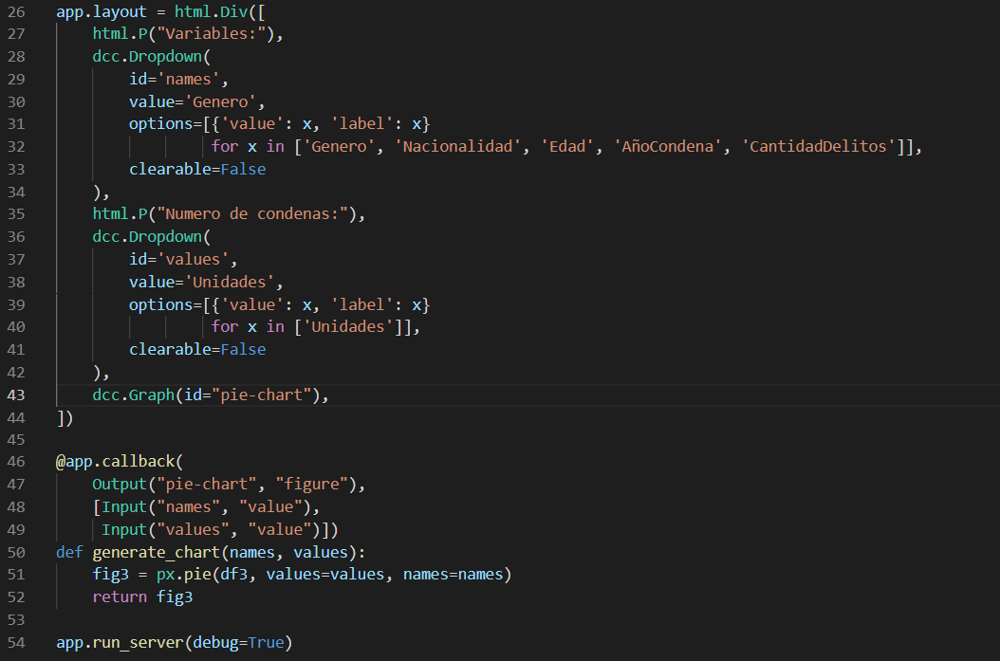 26 app.layout = html.Div([
27     html.P("Variables:"),
28     dcc.Dropdown(
29         id='names',
30         value='Genero',
31         options=[{'value': x, 'label': x}
32                  for x in ['Genero', 'Nacionalidad', 'Edad', 'AñoCondena', 'CantidadDelitos']],
33         clearable=False
34     ),
35     html.P("Numero de condenas:"),
36     dcc.Dropdown(
37         id='values',
38         value='Unidades',
39         options=[{'value': x, 'label': x}
40                  for x in ['Unidades']],
41         clearable=False
42     ),
43     dcc.Graph(id="pie-chart"),
44 ])
45
46 @app.callback(
47     Output("pie-chart", "figure"),
48     [Input("names", "value"),
49      Input("values", "value")])
50 def generate_chart(names, values):
51     fig3 = px.pie(df3, values=values, names=names)
52     return fig3
53
54 app.run_server(debug=True)